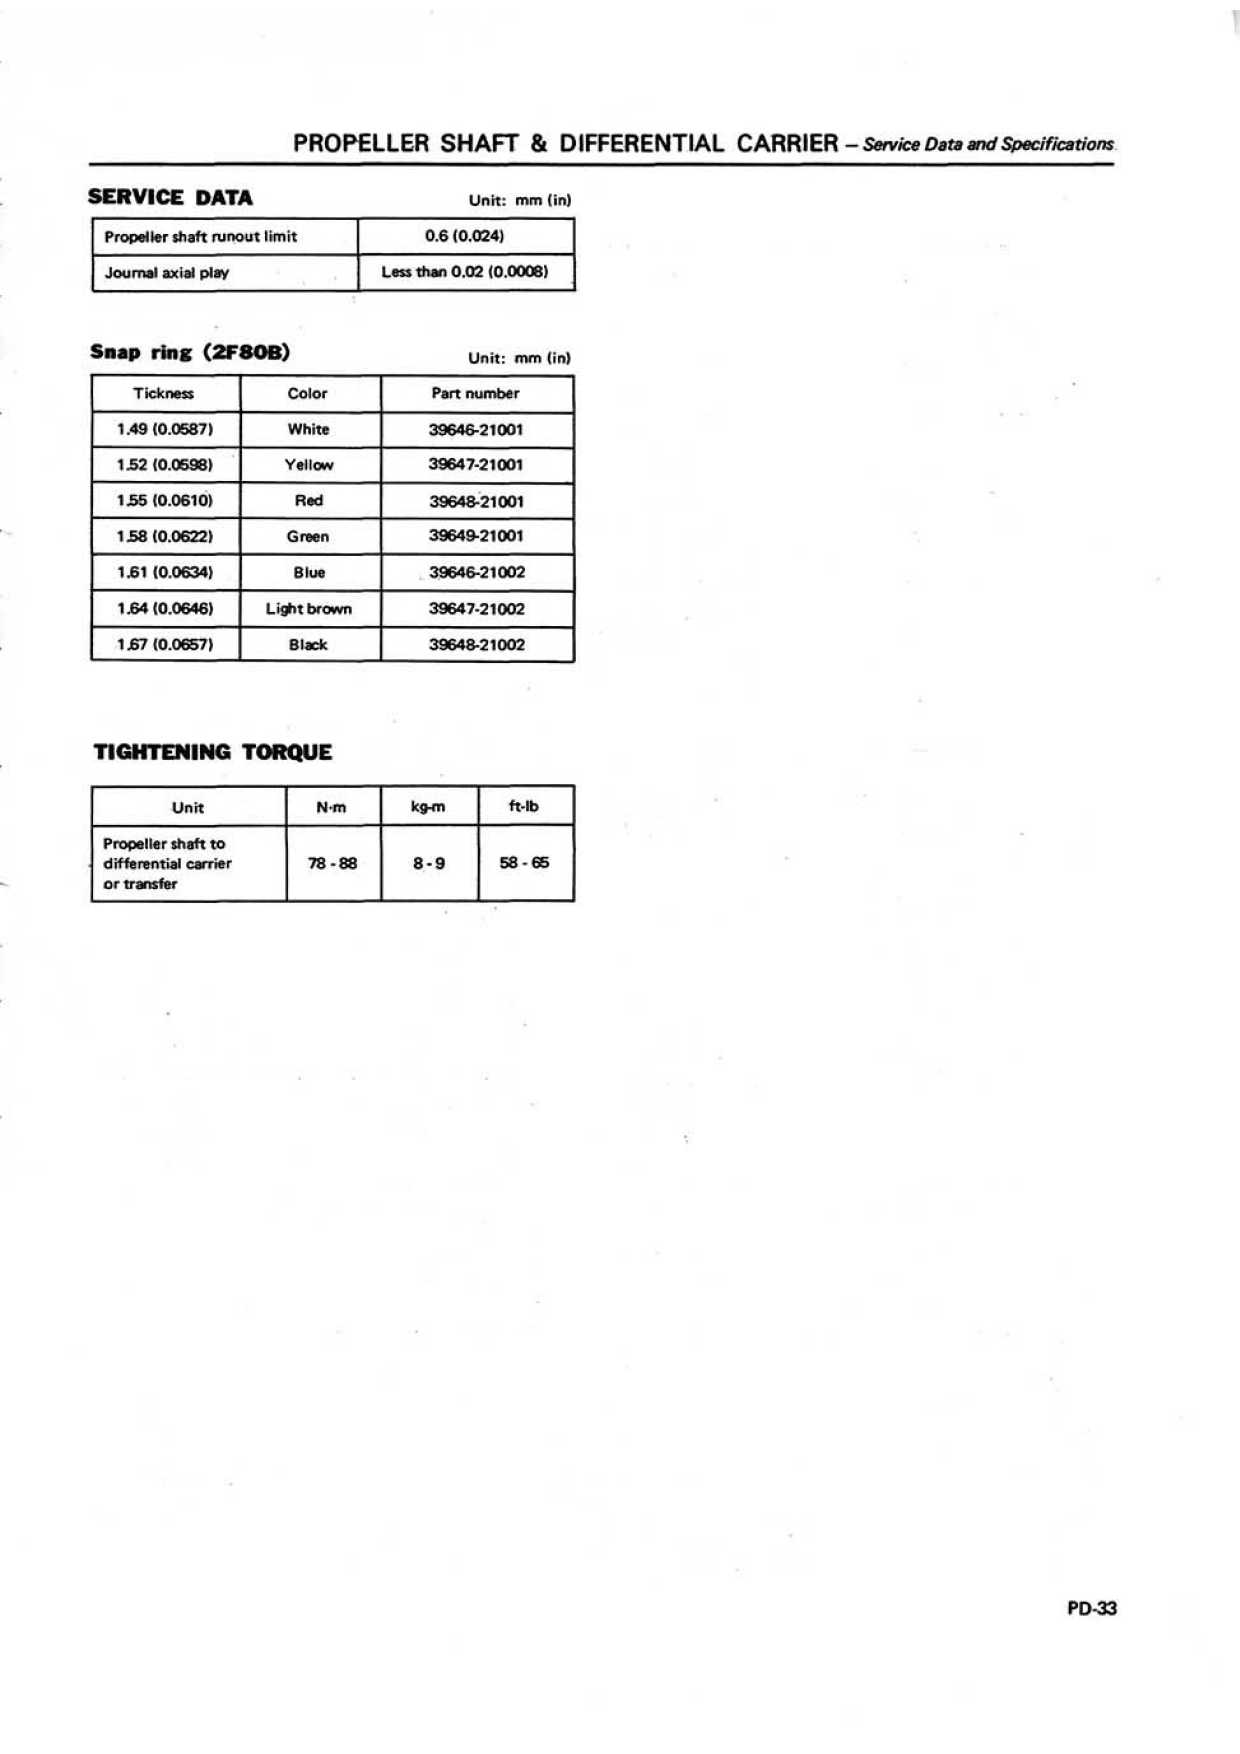 PROPELLER SHAFT & DIFFERENTIAL CARRIER – Service Data and Specifications
SERVICE DATA
Unit: mm (in)
Propeller shaft runout limit 0.6 (0.024)
Journal axial play Less than 0.02 (0.0008)
Snap ring (2F80B)
Unit: mm (in)
Tickness Color Part number
1.49 (0.0587) White 39646-21001
1.52 (0.0598) Yellow 39647-21001
1.55 (0.0610) Red 39648-21001
1.58 (0.0622) Green 39649-21001
1.61 (0.0634) Blue 39646-21002
1.64 (0.0646) Light brown 39647-21002
1.67 (0.0657) Black 39648-21002
TIGHTENING TORQUE
Unit N·m kg-m ft-lb
Propeller shaft to
differential carrier 78 - 88 8 - 9 58 - 65
or transfer
PD-33